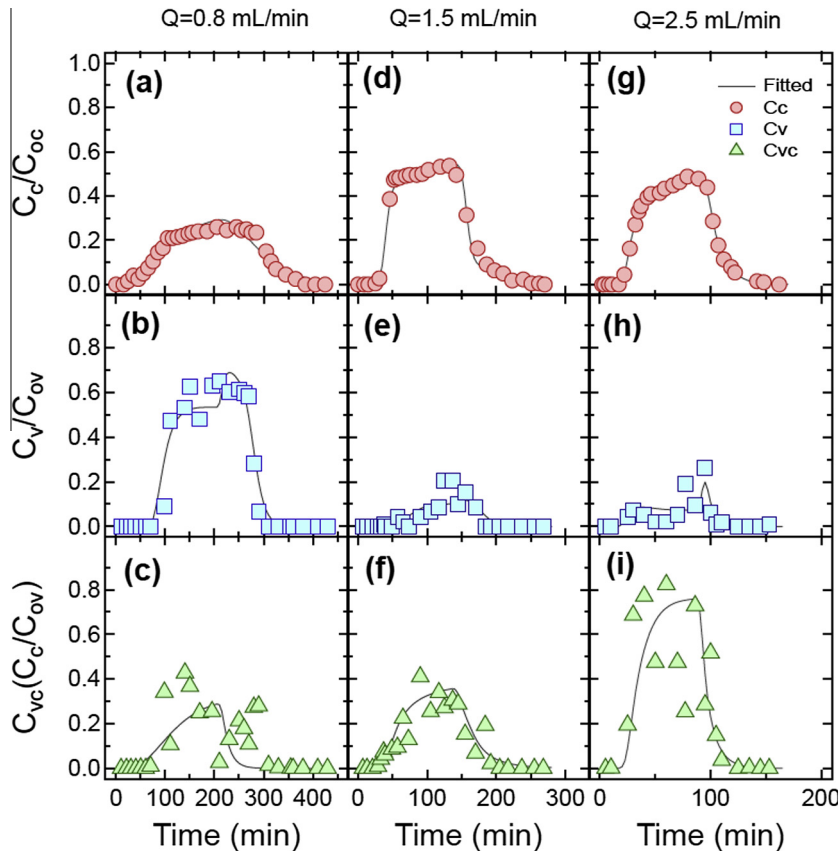 Q=0.8 mL/min Q=1.5 mL/min Q=2.5 mL/min
1.0
0.8
0.6
0.4
0.2
0.0
Cc/Coc
(a)
(d)
(g)
Fitted
Cc
Cv
Cvc
0.8
0.6
0.4
0.2
0.0
Cv/Cov
(b)
(e)
(h)
0.8
0.6
0.4
0.2
0.0
Cvc(Cc/Cov)
(c)
(f)
(i)
0 100 200 300 400 0 100 200 300 0 100 200
Time (min) Time (min) Time (min)